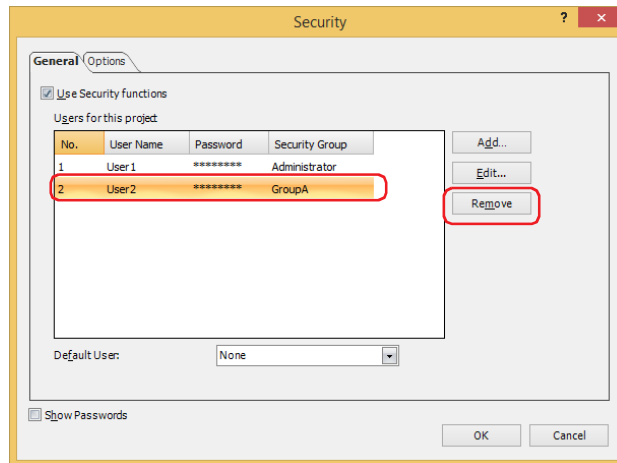 Security
?
General Options
Use Security functions
Users for this project
No. User Name Password Security Group
1 User1 ******** Administrator
2 User2 ******** GroupA
Add...
Edit...
Remove
Default User: None
Show Passwords
OK Cancel